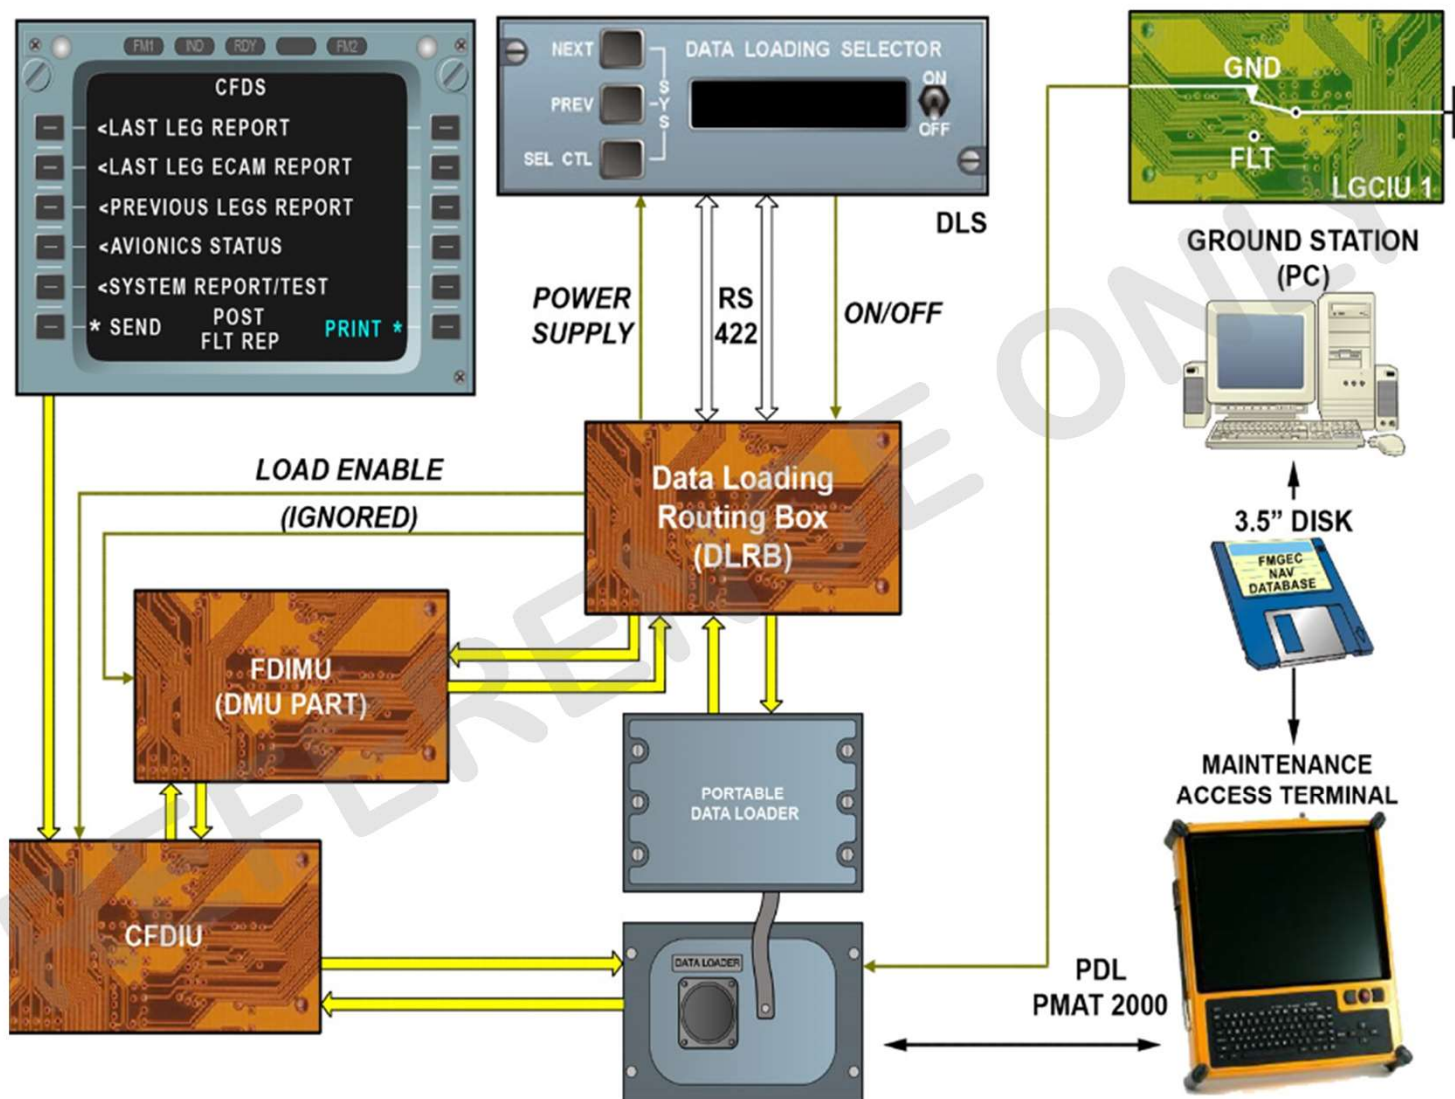 FM1 IND RDY FM2
CFDS
<LAST LEG REPORT
<LAST LEG ECAM REPORT
<PREVIOUS LEGS REPORT
<AVIONICS STATUS
<SYSTEM REPORT/TEST
* SEND POST FLT REP PRINT *
NEXT
PREV
SEL CTL
SYS
DATA LOADING SELECTOR
ON
OFF
DLS
GND
FLT
LGCIU 1
GROUND STATION
(PC)
POWER
SUPPLY
RS
422
ON/OFF
LOAD ENABLE
(IGNORED)
Data Loading
Routing Box
(DLRB)
3.5” DISK
FMGEC
NAV
DATABASE
FDIMU
(DMU PART)
PORTABLE
DATA LOADER
MAINTENANCE
ACCESS TERMINAL
CFDIU
DATA LOADER
PDL
PMAT 2000
REFERENCE ONLY